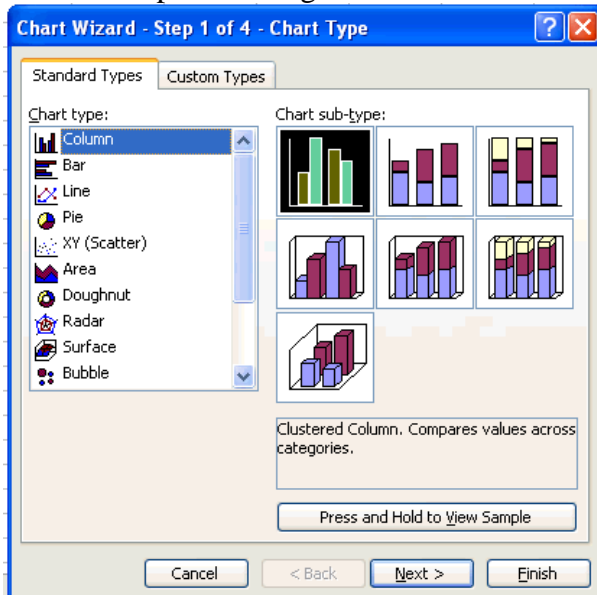 Chart Wizard - Step 1 of 4 - Chart Type
Standard Types
Custom Types
Chart type:
Column
Bar
Line
Pie
XY (Scatter)
Area
Doughnut
Radar
Surface
Bubble
Chart sub-type:
Clustered Column. Compares values across
categories.
Press and Hold to View Sample
Cancel
< Back
Next >
Finish